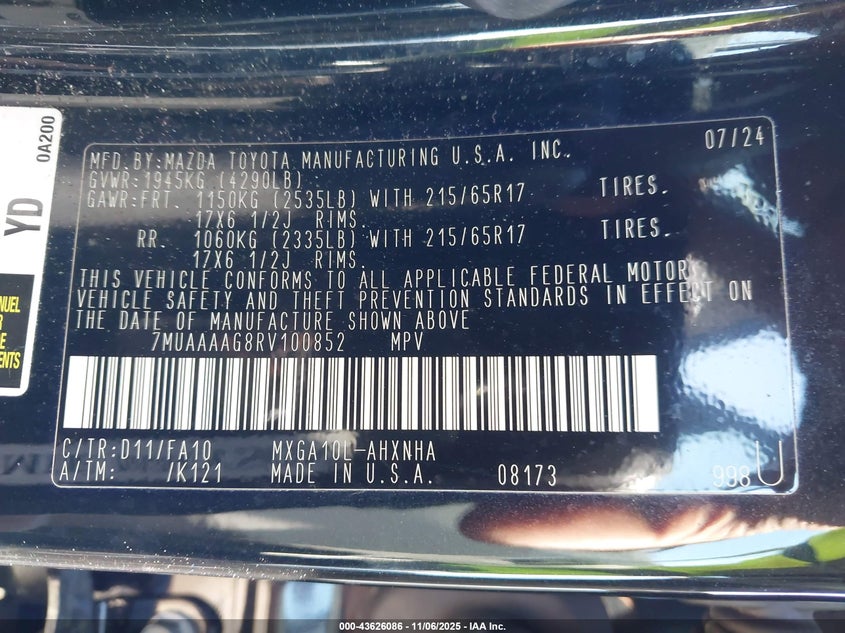 0A200
YD
NUEL
R
E
ENTS
07/24
MFD.BY:MAZDA TOYOTA MANUFACTURING U.S.A. INC.
GVWR:1945KG (4290LB)
GAWR:FRT. 1150KG (2535LB) WITH 215/65R17 TIRES.
17X6 1/2J RIMS.
RR. 1060KG (2335LB) WITH 215/65R17 TIRES.
17X6 1/2J RIMS.
THIS VEHICLE CONFORMS TO ALL APPLICABLE FEDERAL MOTOR
VEHICLE SAFETY AND THEFT PREVENTION STANDARDS IN EFFECT ON
THE DATE OF MANUFACTURE SHOWN ABOVE
7MUAAAAG8RV100852 MPV
C/TR:D11/FA10 MXGA10L-AHXNHA
A/TM: /K121 MADE IN U.S.A. 08173 998U
000-43626086 - 11/06/2025 - IAA Inc.